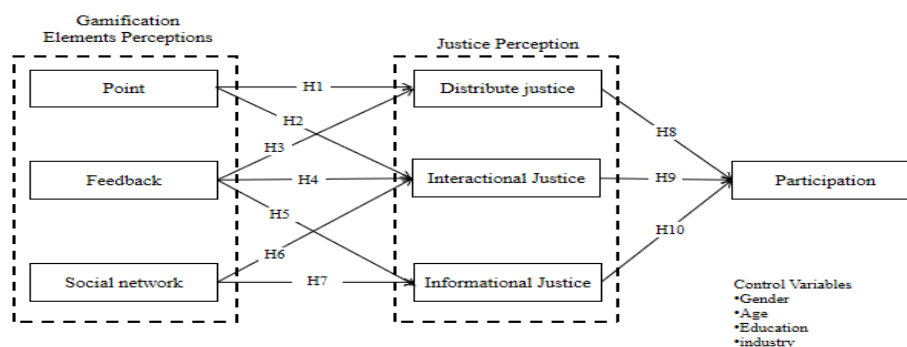 Gamification
Elements Perceptions
Justice Perception
Point
H1
Distribute justice
H2
H8
H3
Feedback
H4
Interactional Justice
H9
Participation
H5
H10
H6
Social network
H7
Informational Justice
Control Variables
•Gender
•Age
•Education
•industry